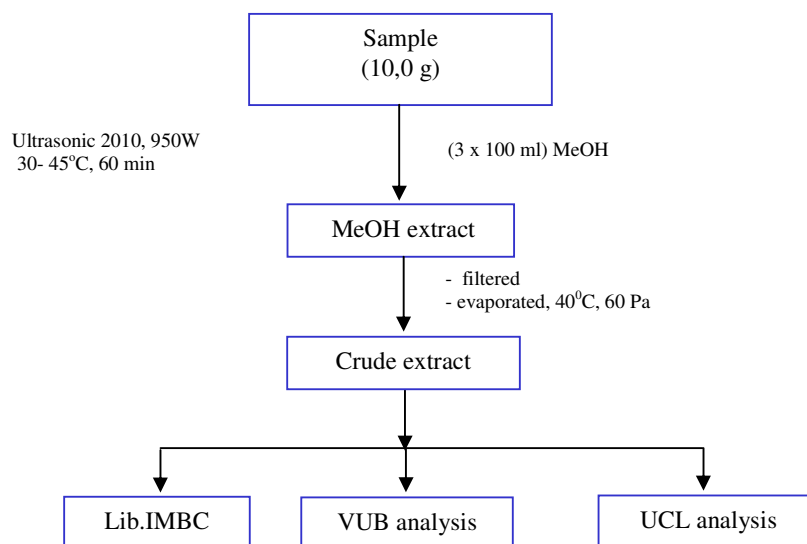 Sample
(10,0 g)
Ultrasonic 2010, 950W
30- 45°C, 60 min
(3 x 100 ml) MeOH
MeOH extract
- filtered
- evaporated, 40⁰C, 60 Pa
Crude extract
Lib.IMBC
VUB analysis
UCL analysis